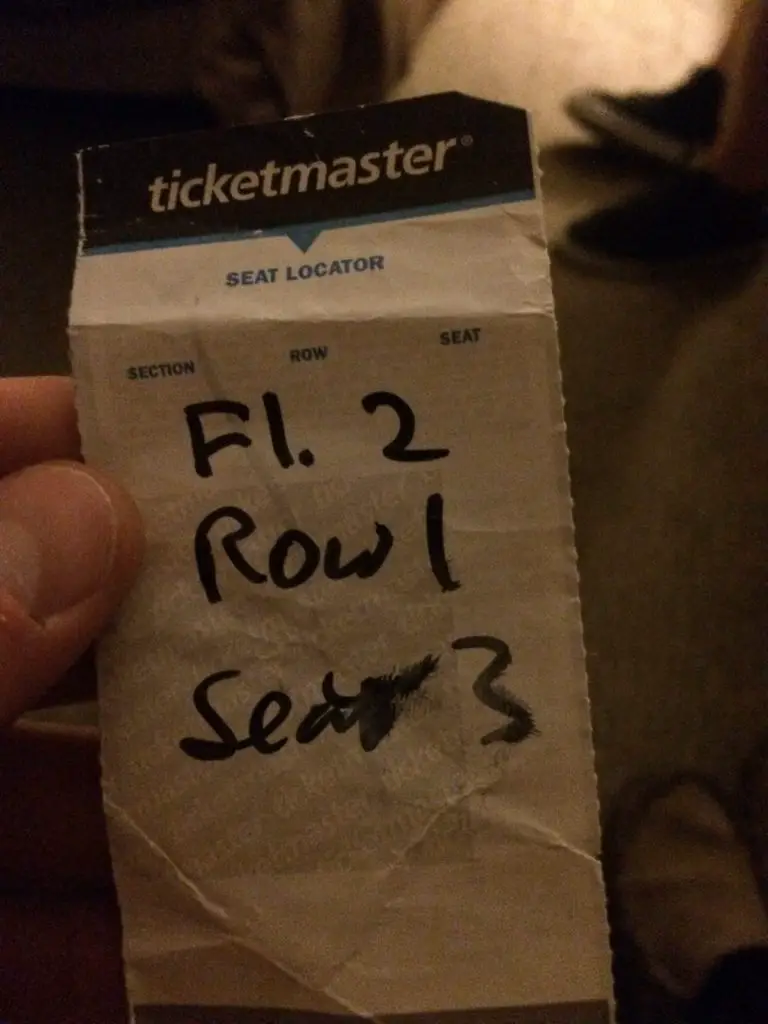 ticketmaster®
SEAT LOCATOR
SECTION ROW SEAT
Fl. 2
Row 1
Seat 3